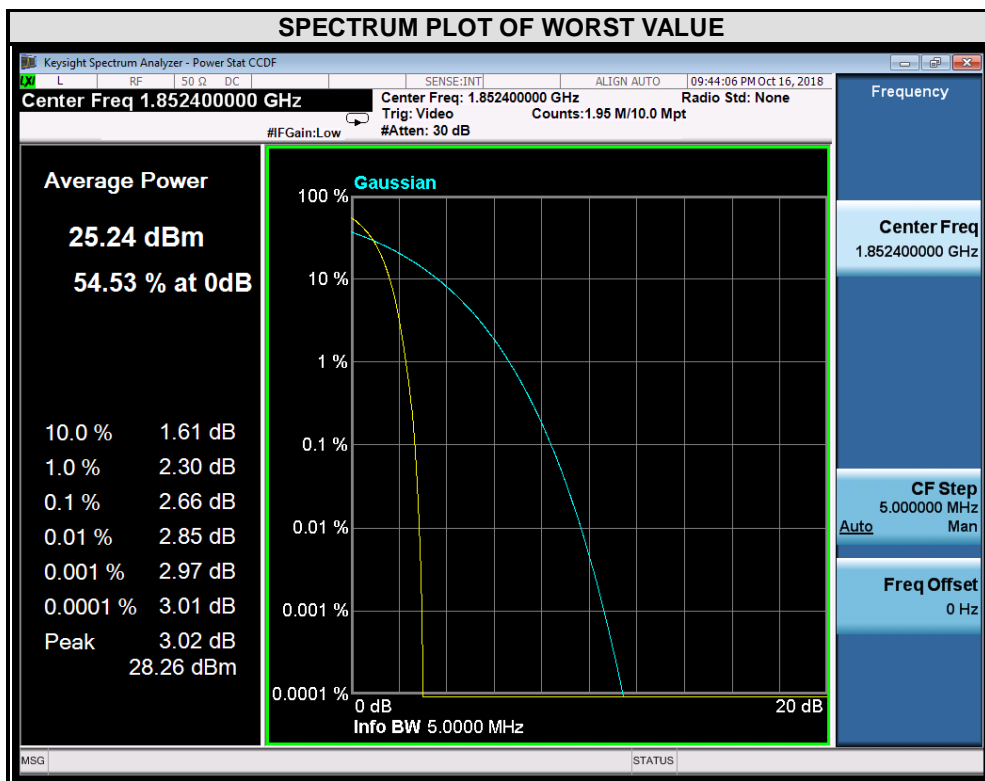 SPECTRUM PLOT OF WORST VALUE
Keysight Spectrum Analyzer - Power Stat CCDF
LXI L RF 50 Ω DC SENSE:INT ALIGN AUTO 09:44:06 PM Oct 16, 2018
Center Freq 1.852400000 GHz
Center Freq: 1.852400000 GHz Radio Std: None
Trig: Video Counts:1.95 M/10.0 Mpt
#IFGain:Low #Atten: 30 dB
Average Power
25.24 dBm
54.53 % at 0dB
10.0 % 1.61 dB
1.0 % 2.30 dB
0.1 % 2.66 dB
0.01 % 2.85 dB
0.001 % 2.97 dB
0.0001 % 3.01 dB
Peak 3.02 dB
28.26 dBm
Gaussian
100 %
10 %
1 %
0.1 %
0.01 %
0.001 %
0.0001 %
0 dB 20 dB
Info BW 5.0000 MHz
Frequency
Center Freq
1.852400000 GHz
CF Step
5.000000 MHz
Auto Man
Freq Offset
0 Hz
MSG STATUS